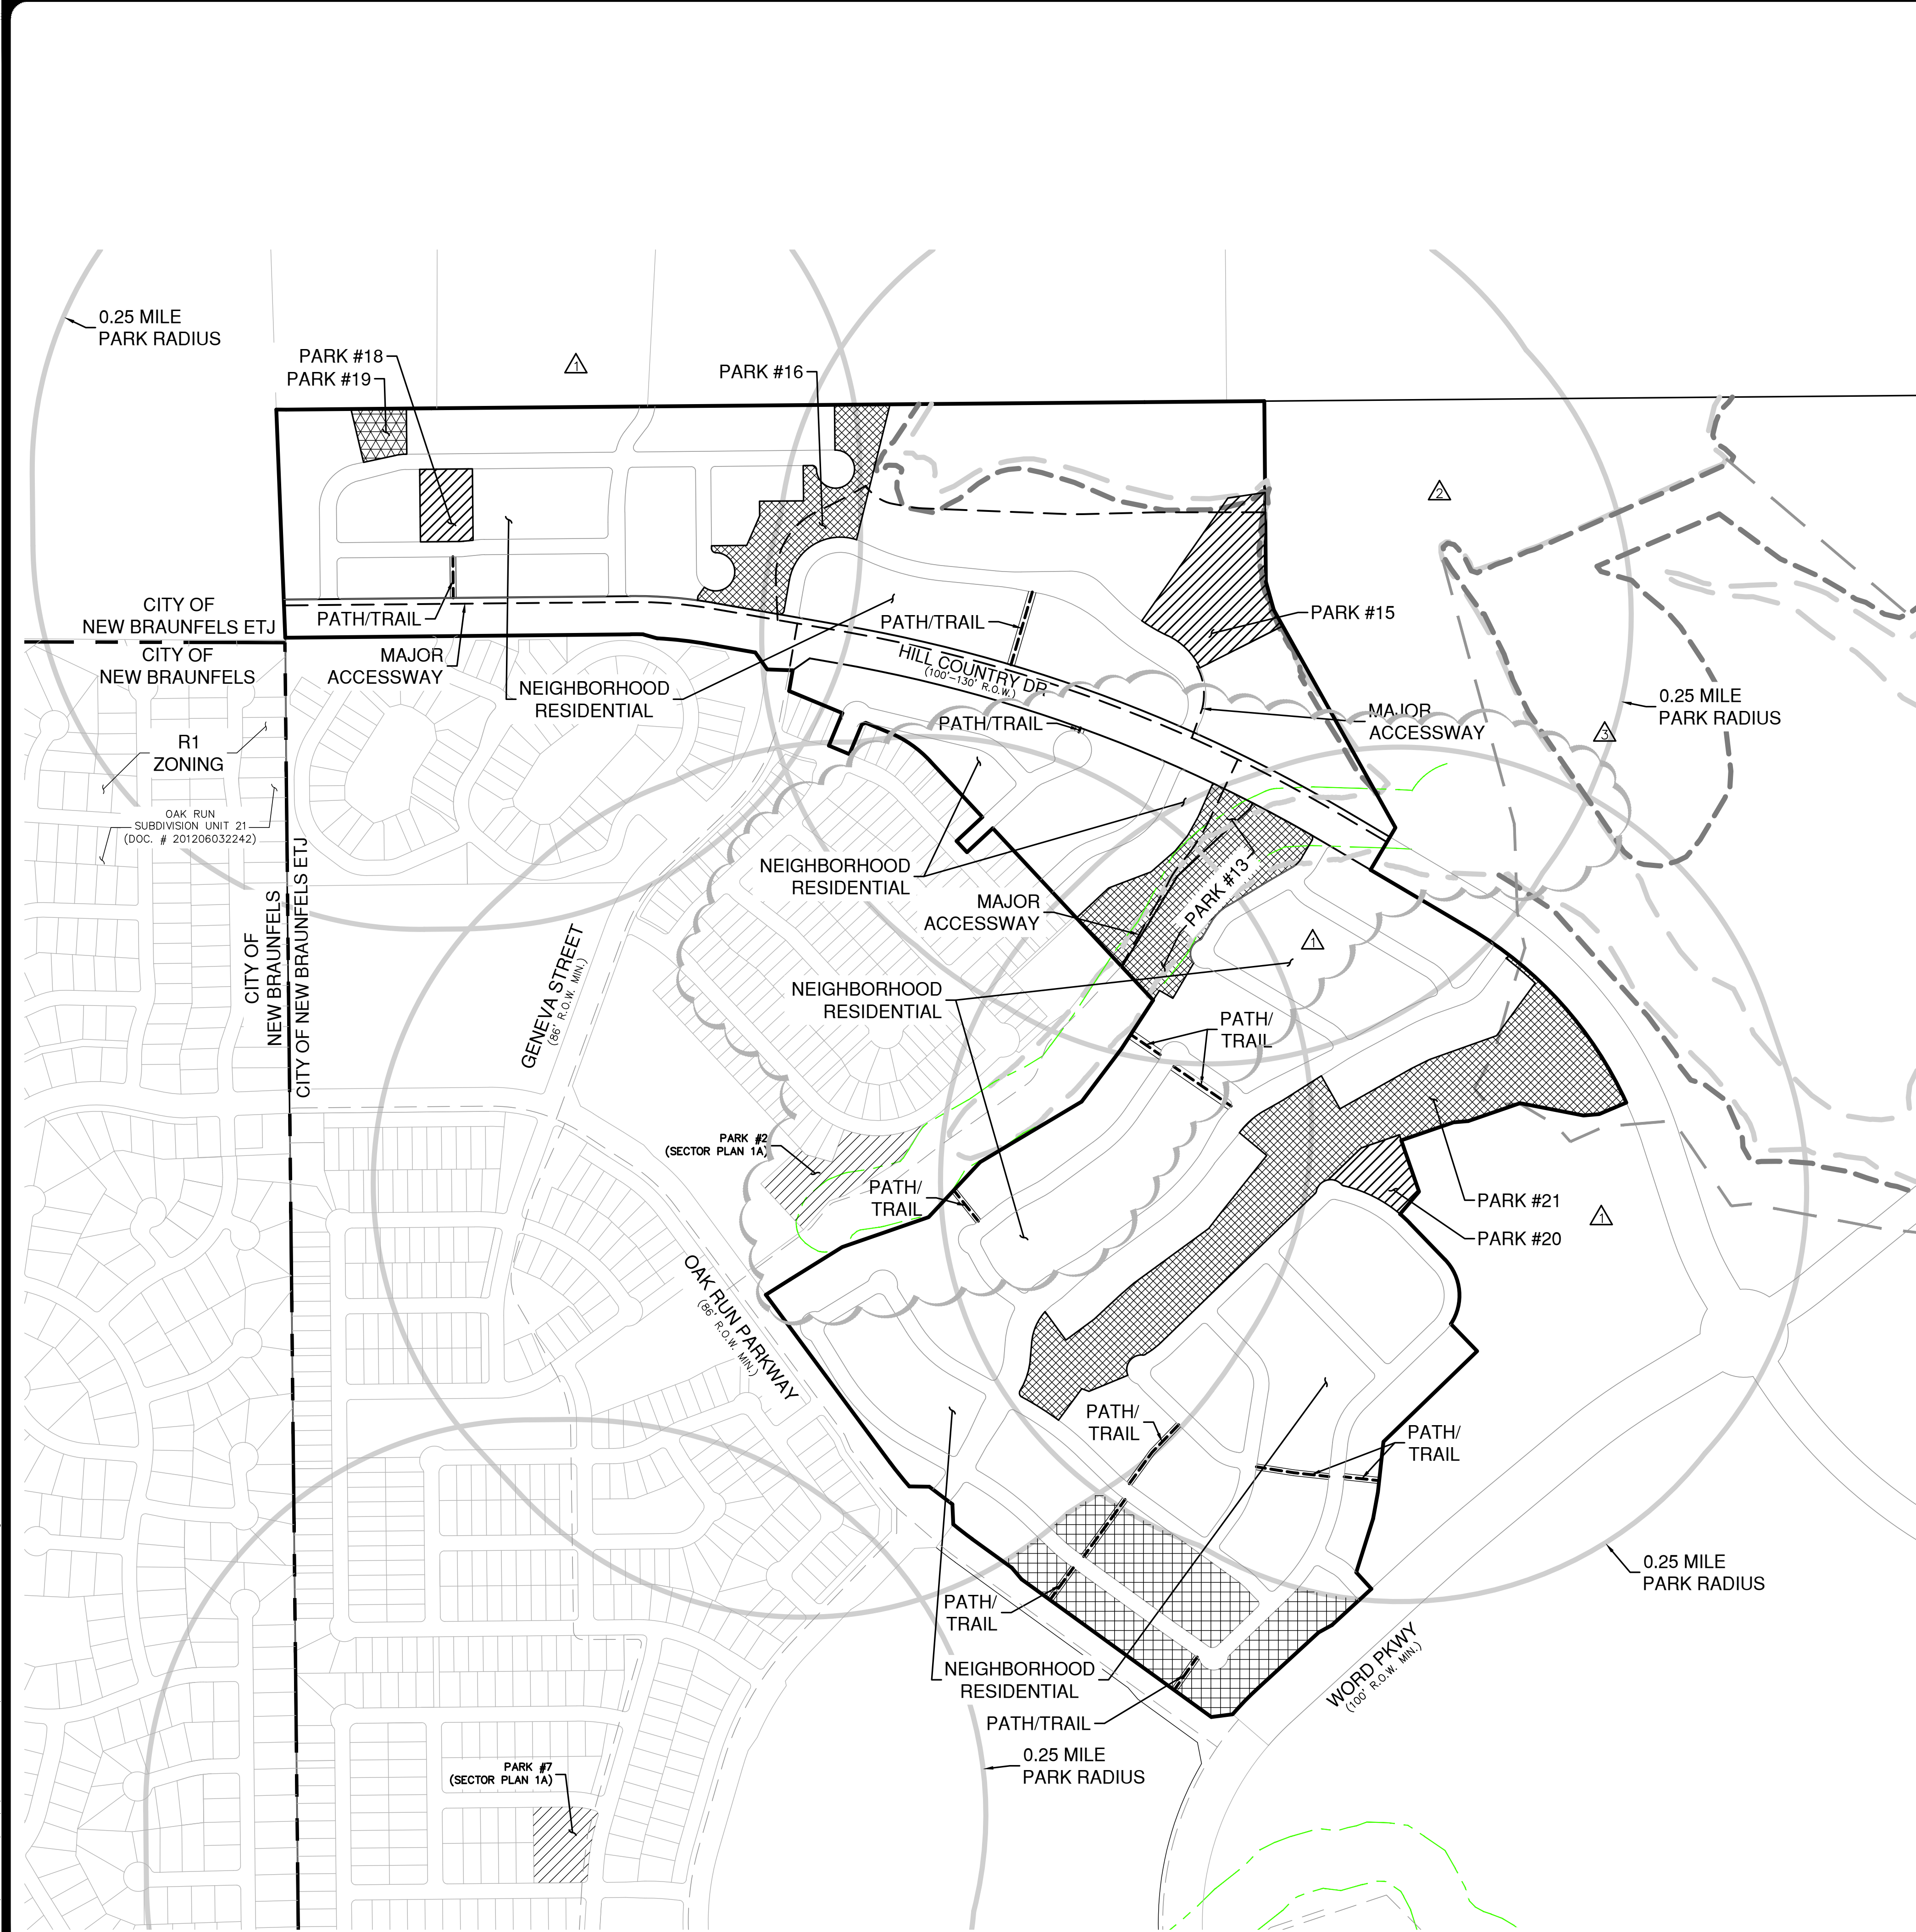 0.25 MILE
PARK RADIUS
PARK #18
PARK #19
1
PARK #16
2
CITY OF
NEW BRAUNFELS ETJ
PATH/TRAIL
PATH/TRAIL
PARK #15
CITY OF
NEW BRAUNFELS
MAJOR
ACCESSWAY
HILL COUNTRY DR.
(100'-130' R.O.W.)
NEIGHBORHOOD
RESIDENTIAL
0.25 MILE
PARK RADIUS
PATH/TRAIL
MAJOR
ACCESSWAY
3
R1
ZONING
OAK RUN
SUBDIVISION UNIT 21
(DOC. # 201206032242)
NEIGHBORHOOD
RESIDENTIAL
PARK #13
MAJOR
ACCESSWAY
1
CITY OF
NEW BRAUNFELS
CITY OF NEW BRAUNFELS ETJ
GENEVA STREET
(86' R.O.W. MIN.)
NEIGHBORHOOD
RESIDENTIAL
PATH/
TRAIL
PARK #2
(SECTOR PLAN 1A)
PATH/
TRAIL
PARK #21
1
PARK #20
OAK RUN PARKWAY
(86' R.O.W. MIN.)
PATH/
TRAIL
PATH/
TRAIL
0.25 MILE
PARK RADIUS
PATH/
TRAIL
NEIGHBORHOOD
RESIDENTIAL
WORD PKWY
(100' R.O.W. MIN.)
PATH/TRAIL
0.25 MILE
PARK RADIUS
PARK #7
(SECTOR PLAN 1A)